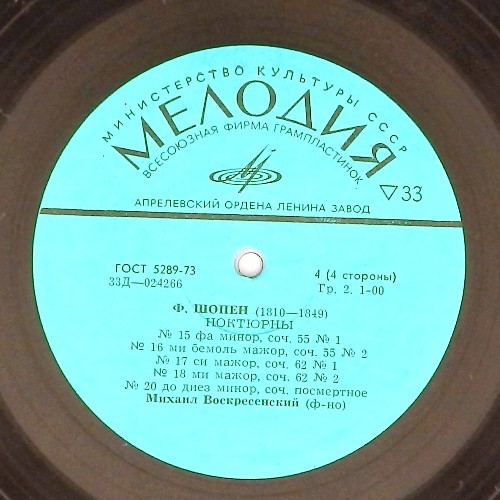 МИНИСТЕРСТВО КУЛЬТУРЫ СССР
МЕЛОДИЯ
ВСЕСОЮЗНАЯ ФИРМА ГРАМПЛАСТИНОК
33
АПРЕЛЕВСКИЙ ОРДЕНА ЛЕНИНА ЗАВОД
ГОСТ 5289-73
33Д—024266
4 (4 стороны)
Гр. 2. 1-00
Ф. ШОПЕН (1810—1849)
НОКТЮРНЫ
№ 15 фа минор, соч. 55 № 1
№ 16 ми бемоль мажор, соч. 55 № 2
№ 17 си мажор, соч. 62 № 1
№ 18 ми мажор, соч. 62 № 2
№ 20 до диез минор, соч. посмертное
Михаил Воскресенский (ф-но)